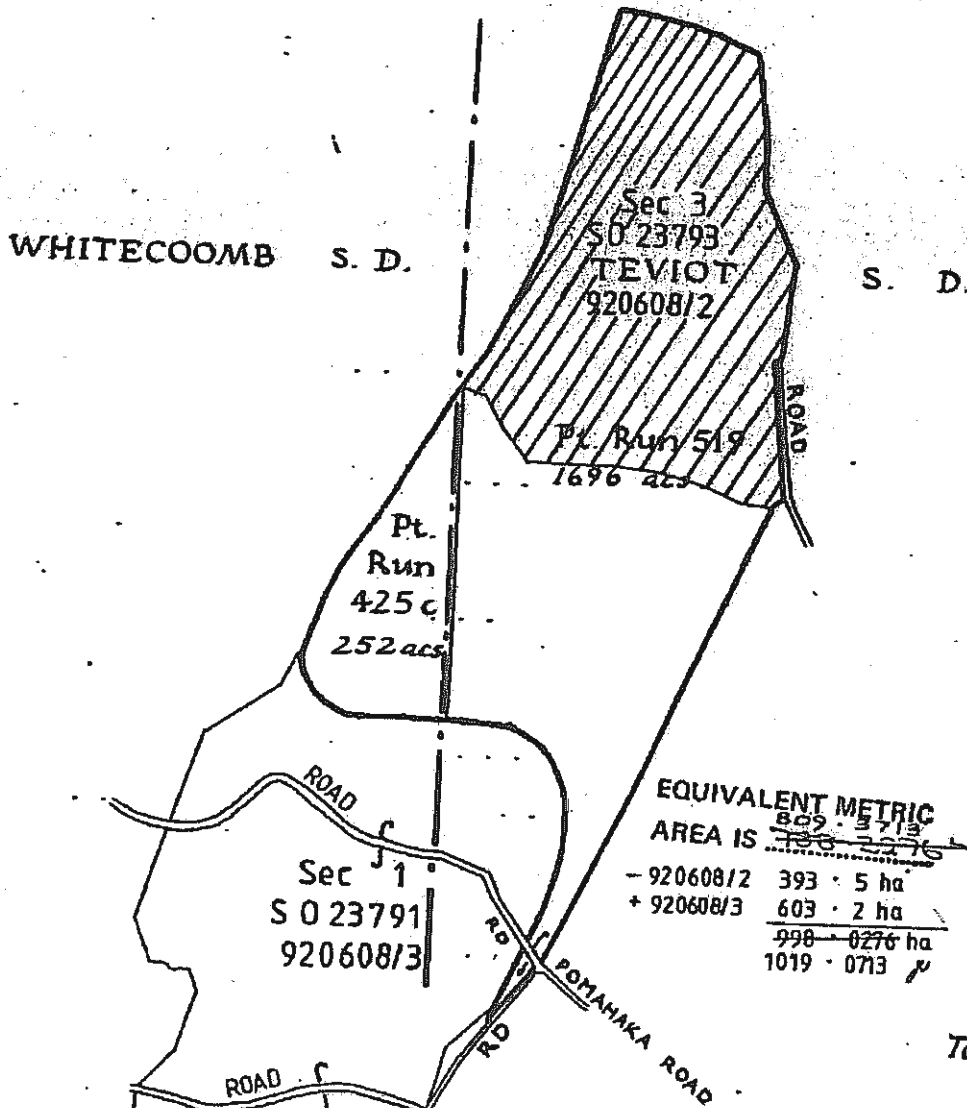 Sec 3
S O 23793
TEVIOT
920608/2
WHITECOOMB S. D.
S. D.
ROAD
Pt. Run 519
1696 acs
Pt.
Run
425 c
252 acs
ROAD
EQUIVALENT METRIC
809 · 3713
AREA IS
- 920608/2 393 · 5 ha
+ 920608/3 603 · 2 ha
998 · 0276 ha
1019 · 0713
Sec 1
S O 23791
920608/3
RD
POMAHAKA ROAD
RD
ROAD